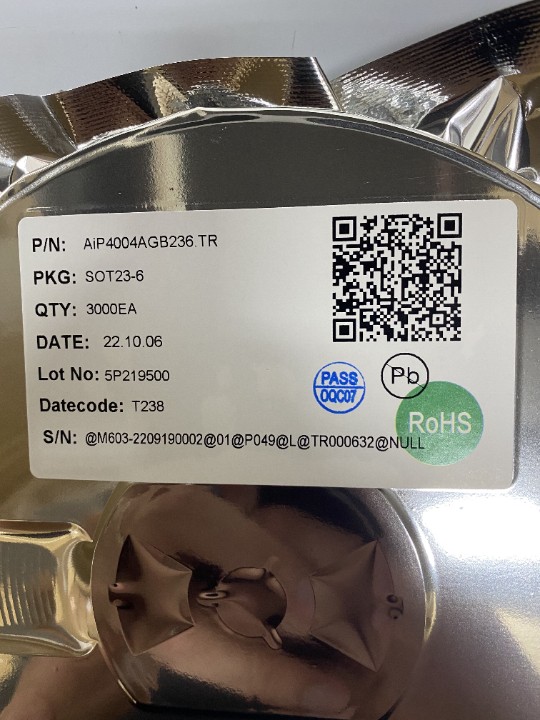 P/N: AiP4004AGB236.TR
PKG: SOT23-6
QTY: 3000EA
DATE: 22.10.06
Lot No: 5P219500
Datecode: T238
S/N: @M603-2209190002@01@P049@L@TR000632@NULL
PASS
OQC07
Pb
RoHS